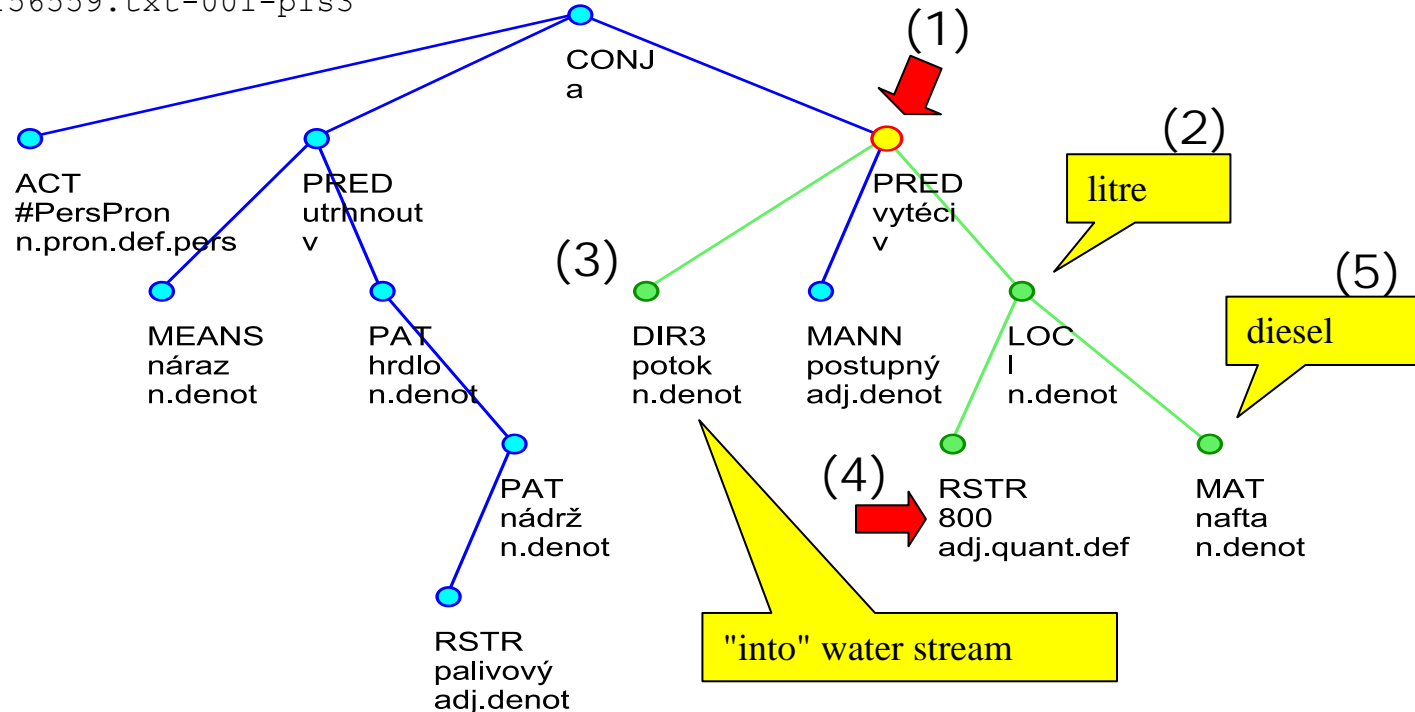 156559.txt-001-p1s3
CONJ
a
(1)
ACT
#PersPron
n.pron.def.pers
PRED
utrhnout
v
PRED
vytéci
v
(2)
litre
(3)
MEANS
náraz
n.denot
PAT
hrdlo
n.denot
DIR3
potok
n.denot
MANN
postupný
adj.denot
LOC
l
n.denot
(5)
diesel
PAT
nádrž
n.denot
(4)
RSTR
800
adj.quant.def
MAT
nafta
n.denot
RSTR
palivový
adj.denot
"into" water stream